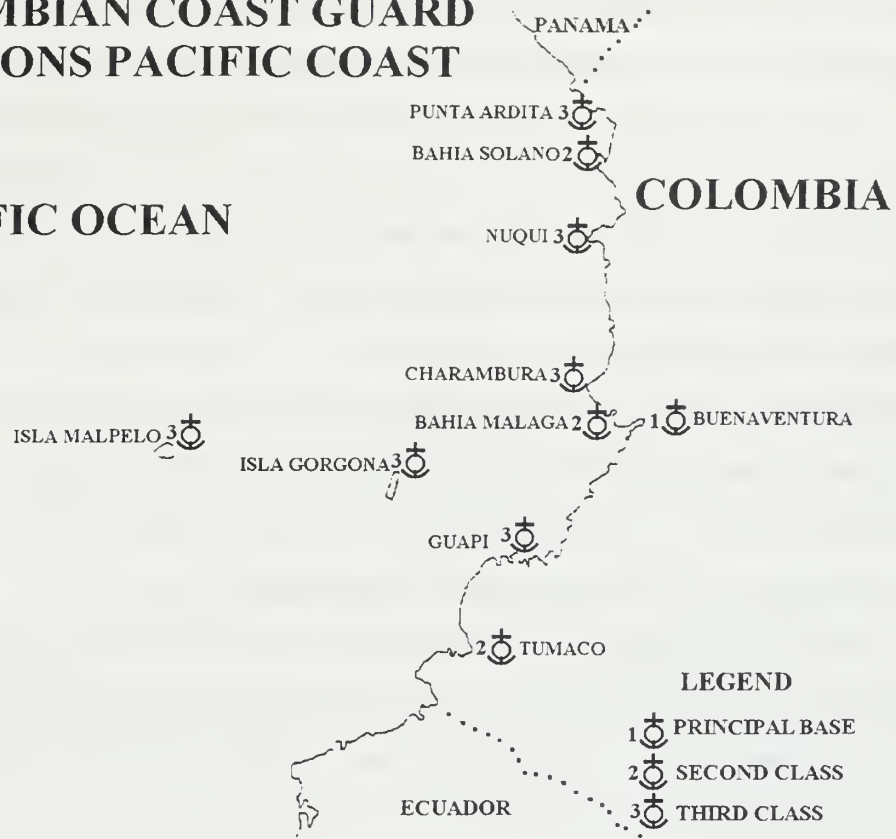 MBIAN COAST GUARD
ONS PACIFIC COAST
PANAMA
PUNTA ARDITA 3
BAHIA SOLANO 2
COLOMBIA
FIC OCEAN
NUQUI 3
CHARAMBURA 3
BAHIA MALAGA 2
1 BUENAVENTURA
ISLA MALPELO 3
ISLA GORGONA 3
GUAPI 3
2 TUMACO
LEGEND
1 PRINCIPAL BASE
2 SECOND CLASS
3 THIRD CLASS
ECUADOR